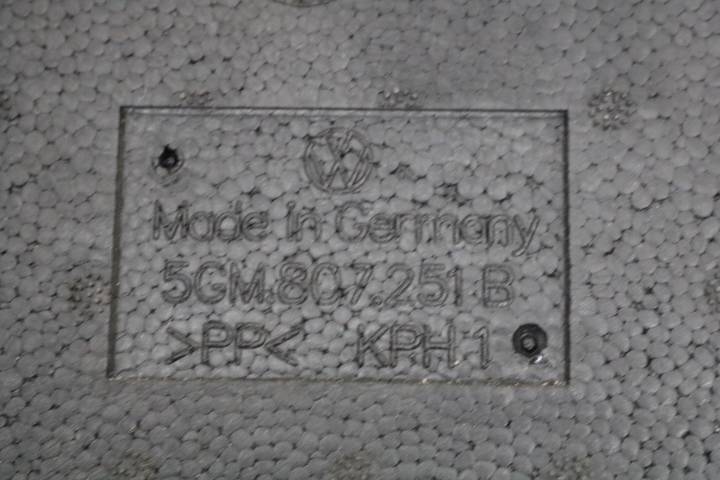 Made in Germany
5GM.807.251 B
>PP< KPH 1